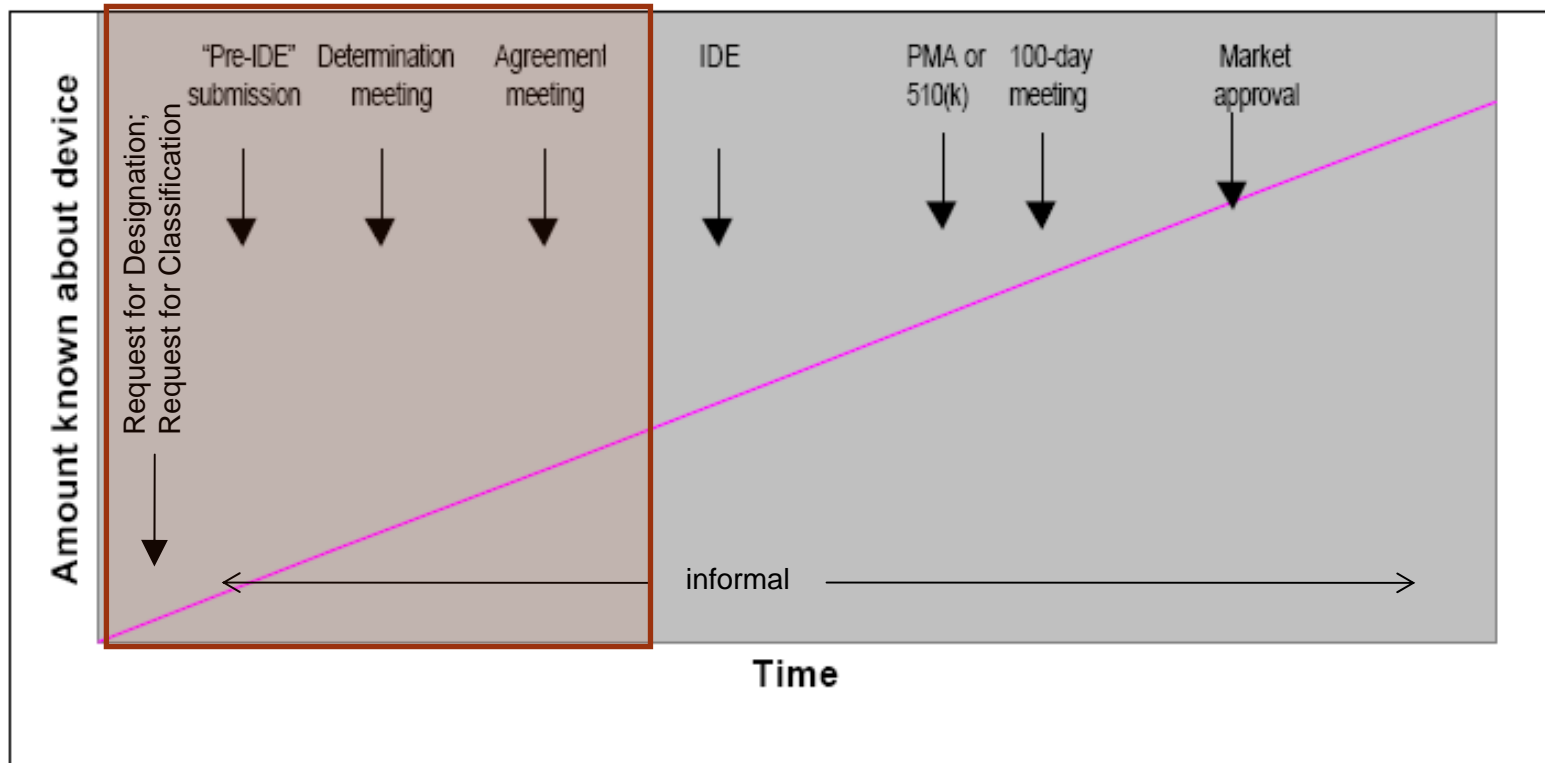 "Pre-IDE"
submission
Determination
meeting
Agreement
meeting
IDE
PMA or
510(k)
100-day
meeting
Market
approval
Request for Designation;
Request for Classification
Amount known about device
informal
Time